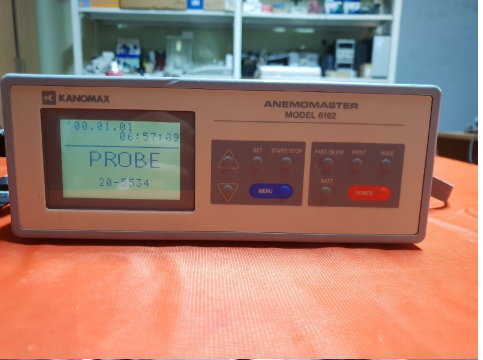 KANOMAX
ANEMOMASTER
MODEL 6162
'00.01.01
06:57:09
PROBE
20-5534
SET START/STOP
FAST/SLOW PRINT HOLD
MENU
BATT
POWER